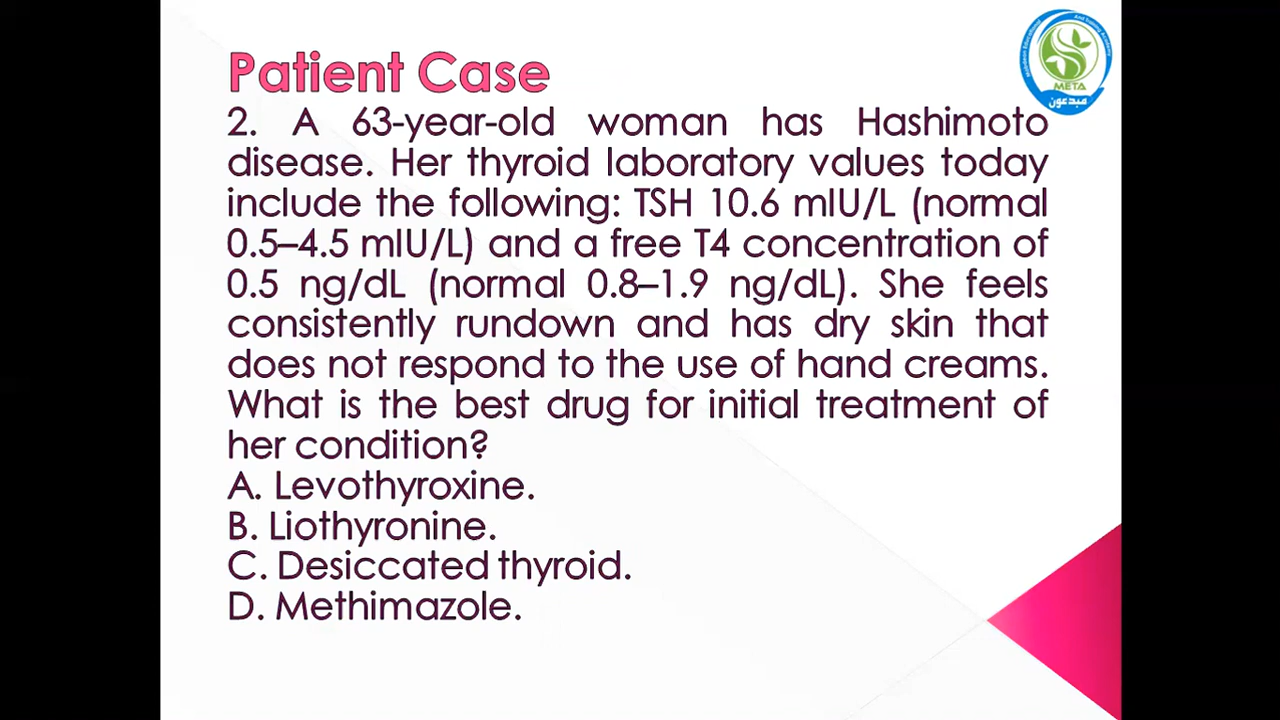 Patient Case
2. A 63-year-old woman has Hashimoto
disease. Her thyroid laboratory values today
include the following: TSH 10.6 mIU/L (normal
0.5–4.5 mIU/L) and a free T4 concentration of
0.5 ng/dL (normal 0.8–1.9 ng/dL). She feels
consistently rundown and has dry skin that
does not respond to the use of hand creams.
What is the best drug for initial treatment of
her condition?
A. Levothyroxine.
B. Liothyronine.
C. Desiccated thyroid.
D. Methimazole.
META
مبدعون